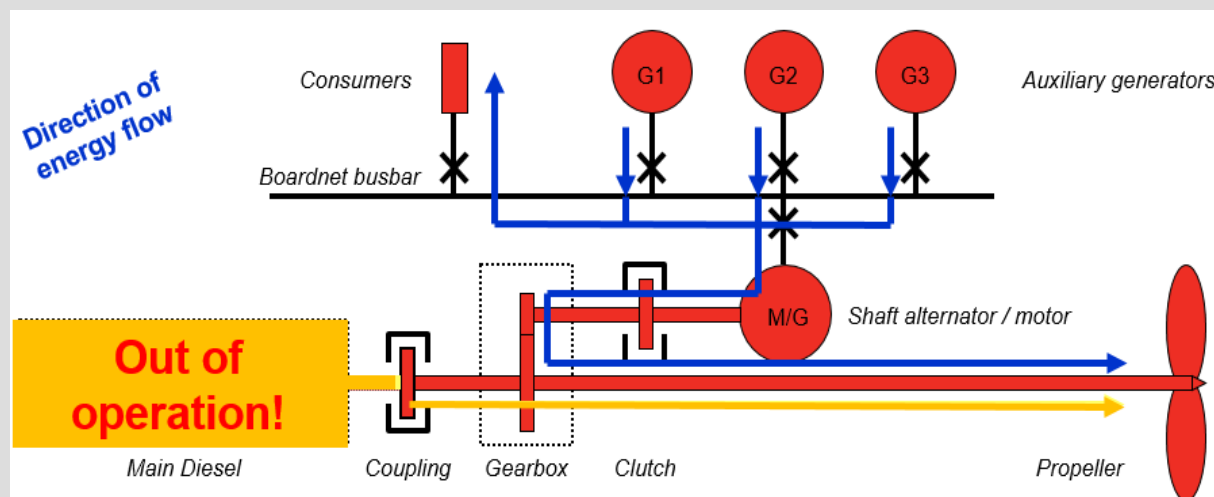 Direction of
energy flow
Consumers
G1
G2
G3
Auxiliary generators
Boardnet busbar
M/G
Shaft alternator / motor
Out of
operation!
Main Diesel
Coupling
Gearbox
Clutch
Propeller